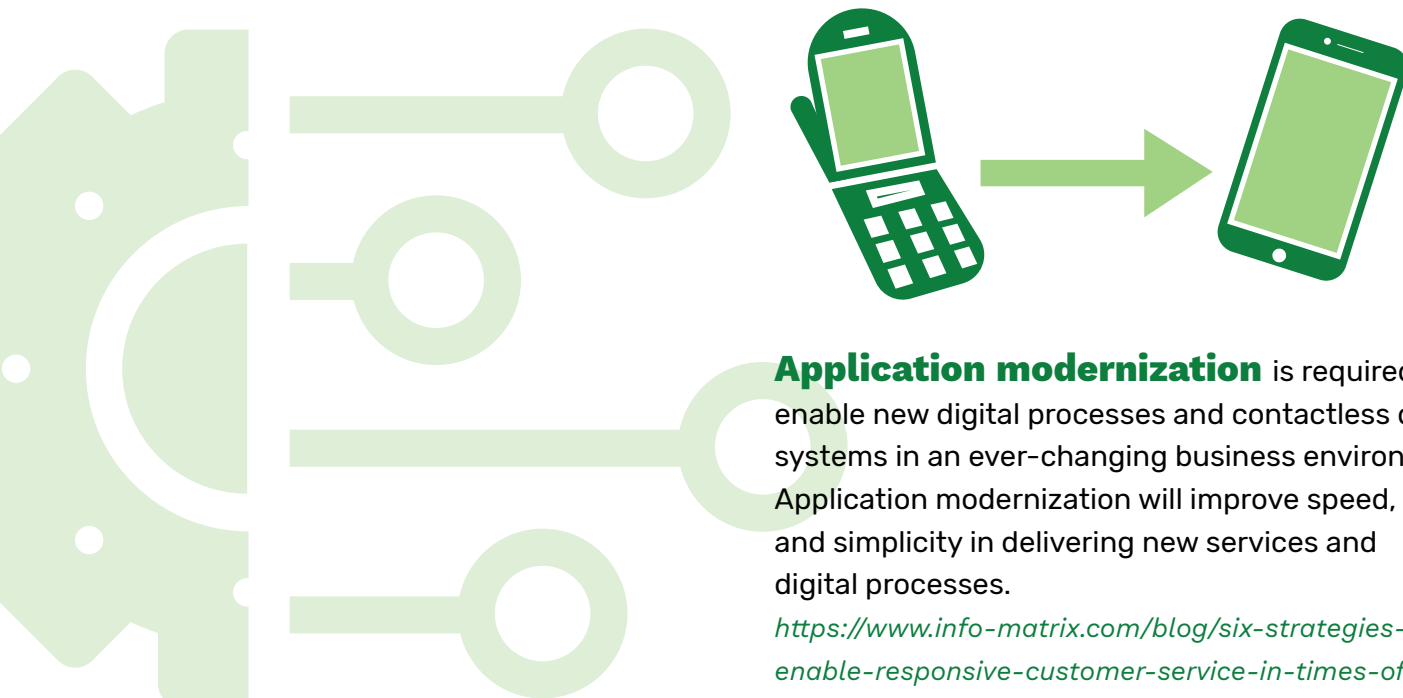 Application modernization is required
enable new digital processes and contactless
systems in an ever-changing business environ
Application modernization will improve speed,
and simplicity in delivering new services and
digital processes.
https://www.info-matrix.com/blog/six-strategies-
enable-responsive-customer-service-in-times-of